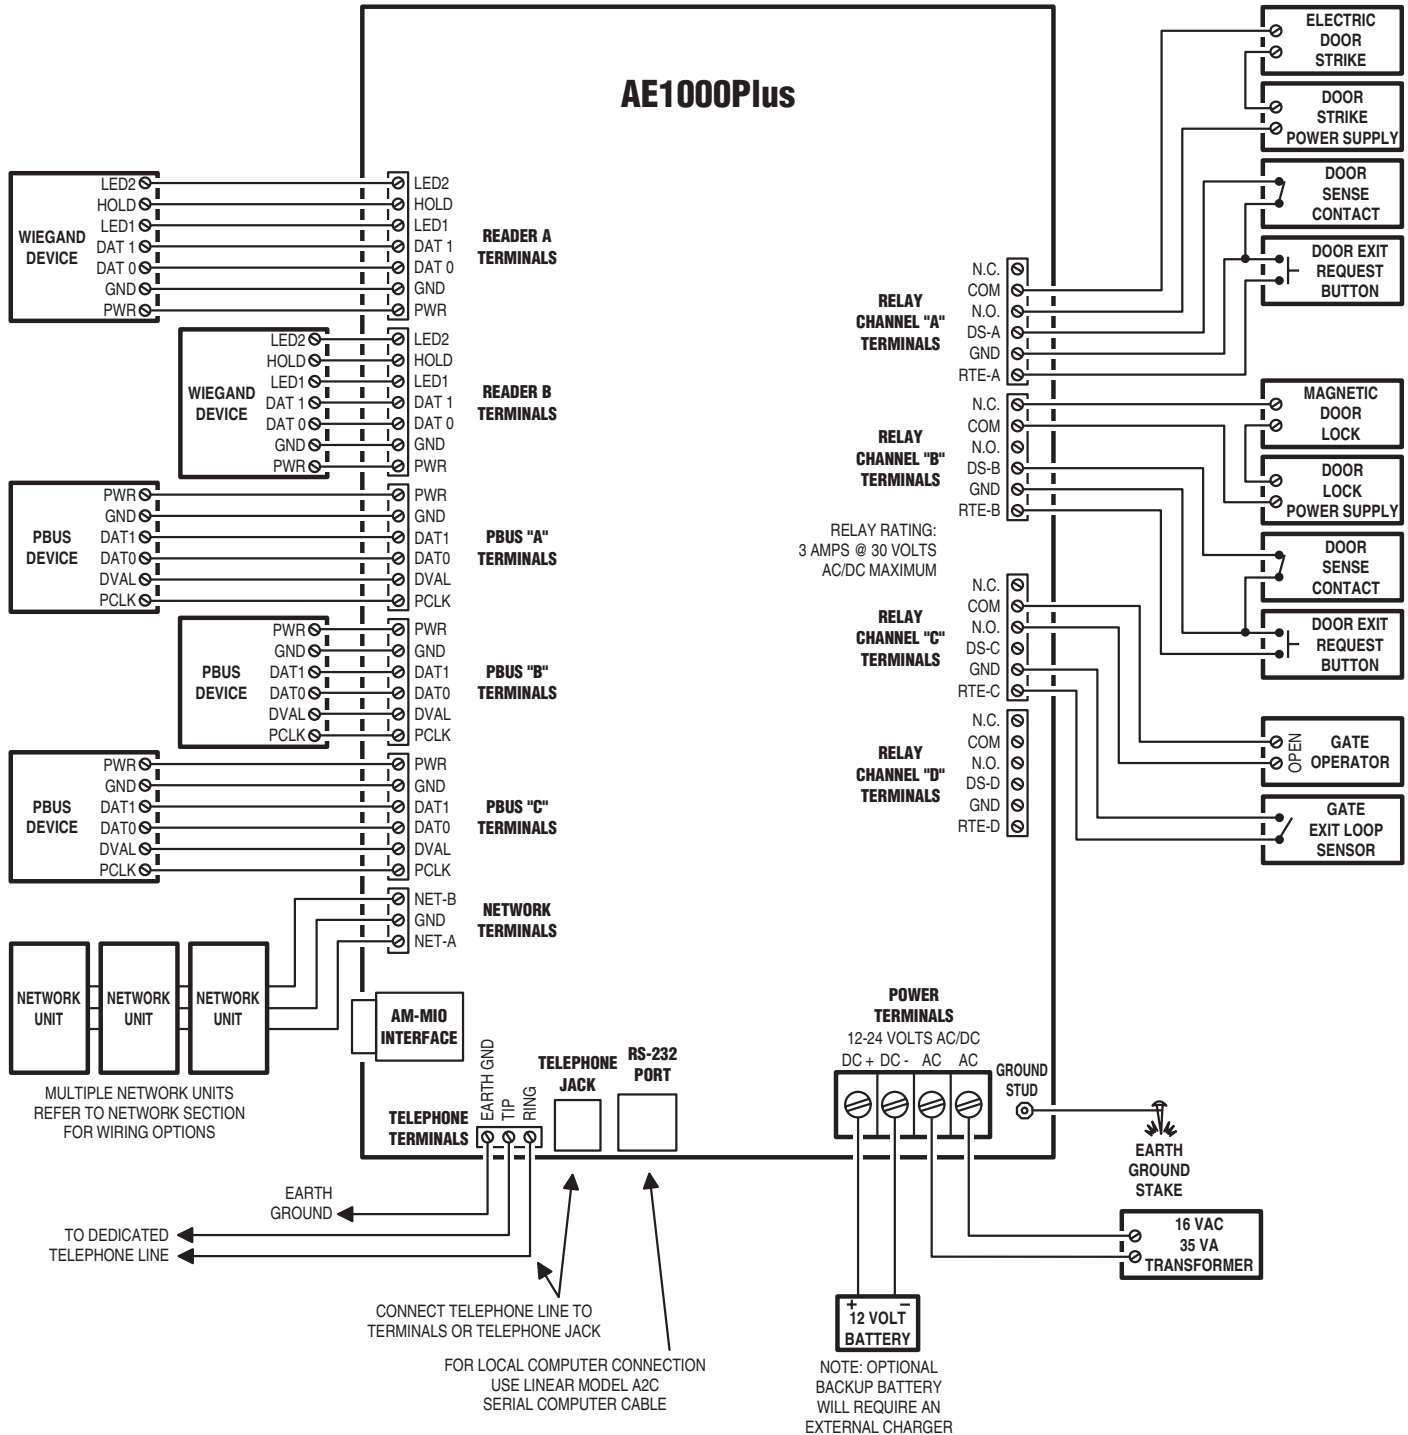 AE1000Plus
WIEGAND
DEVICE
LED2
HOLD
LED1
DAT 1
DAT 0
GND
PWR
LED2
HOLD
LED1
DAT 1
DAT 0
GND
PWR
READER A
TERMINALS
WIEGAND
DEVICE
LED2
HOLD
LED1
DAT 1
DAT 0
GND
PWR
LED2
HOLD
LED1
DAT 1
DAT 0
GND
PWR
READER B
TERMINALS
PBUS
DEVICE
PWR
GND
DAT1
DAT0
DVAL
PCLK
PWR
GND
DAT1
DAT0
DVAL
PCLK
PBUS "A"
TERMINALS
PBUS
DEVICE
PWR
GND
DAT1
DAT0
DVAL
PCLK
PWR
GND
DAT1
DAT0
DVAL
PCLK
PBUS "B"
TERMINALS
PBUS
DEVICE
PWR
GND
DAT1
DAT0
DVAL
PCLK
PWR
GND
DAT1
DAT0
DVAL
PCLK
PBUS "C"
TERMINALS
NET-B
GND
NET-A
NETWORK
TERMINALS
NETWORK
UNIT
NETWORK
UNIT
NETWORK
UNIT
MULTIPLE NETWORK UNITS
REFER TO NETWORK SECTION
FOR WIRING OPTIONS
AM-MIO
INTERFACE
TELEPHONE
TERMINALS
EARTH GND
TIP
RING
TELEPHONE
JACK
RS-232
PORT
EARTH
GROUND
TO DEDICATED
TELEPHONE LINE
CONNECT TELEPHONE LINE TO
TERMINALS OR TELEPHONE JACK
FOR LOCAL COMPUTER CONNECTION
USE LINEAR MODEL A2C
SERIAL COMPUTER CABLE
RELAY
CHANNEL "A"
TERMINALS
N.C.
COM
N.O.
DS-A
GND
RTE-A
RELAY
CHANNEL "B"
TERMINALS
N.C.
COM
N.O.
DS-B
GND
RTE-B
RELAY RATING:
3 AMPS @ 30 VOLTS
AC/DC MAXIMUM
RELAY
CHANNEL "C"
TERMINALS
N.C.
COM
N.O.
DS-C
GND
RTE-C
RELAY
CHANNEL "D"
TERMINALS
N.C.
COM
N.O.
DS-D
GND
RTE-D
ELECTRIC
DOOR
STRIKE
DOOR
STRIKE
POWER SUPPLY
DOOR
SENSE
CONTACT
DOOR EXIT
REQUEST
BUTTON
MAGNETIC
DOOR
LOCK
DOOR
LOCK
POWER SUPPLY
DOOR
SENSE
CONTACT
DOOR EXIT
REQUEST
BUTTON
OPEN
GATE
OPERATOR
GATE
EXIT LOOP
SENSOR
POWER
TERMINALS
12-24 VOLTS AC/DC
DC + DC - AC AC
GROUND
STUD
EARTH
GROUND
STAKE
16 VAC
35 VA
TRANSFORMER
+ −
12 VOLT
BATTERY
NOTE: OPTIONAL
BACKUP BATTERY
WILL REQUIRE AN
EXTERNAL CHARGER